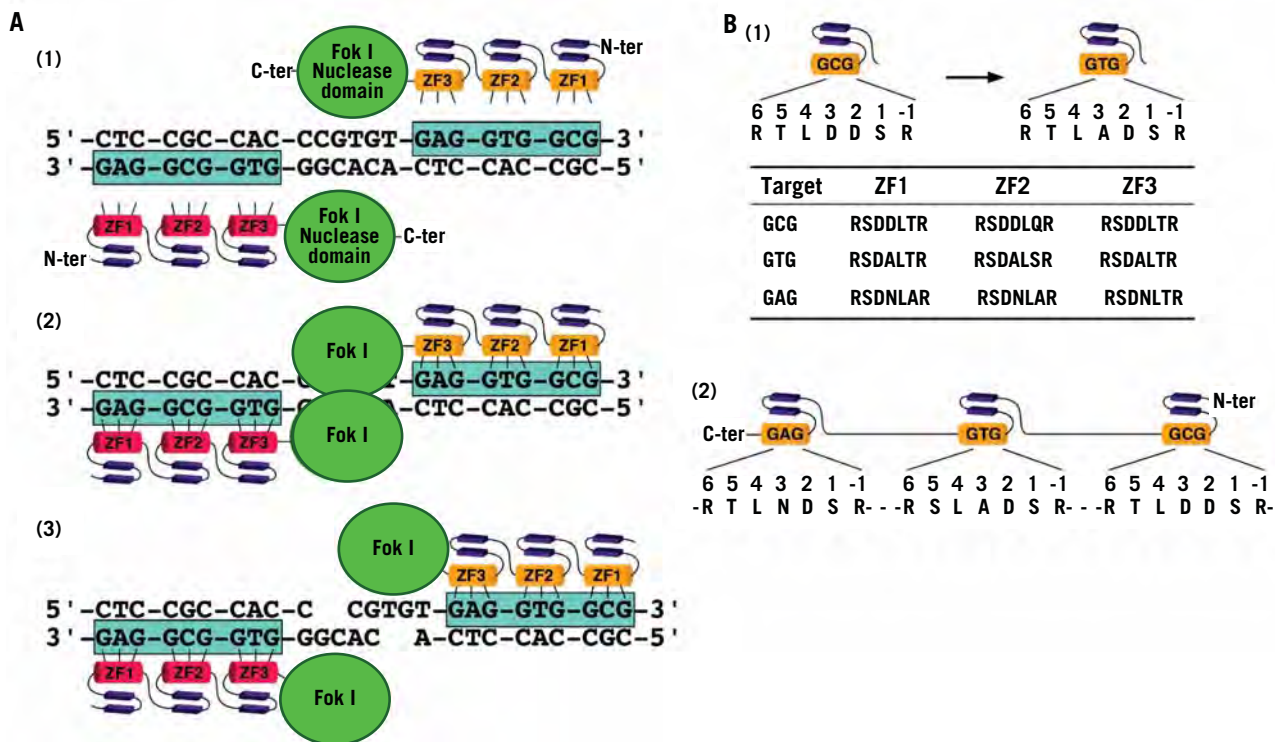 A
(1)
Fok I
Nuclease
domain
C-ter
N-ter
ZF3 ZF2 ZF1
5'-CTC-CGC-CAC-CCGTGT-GAG-GTG-GCG-3'
3'-GAG-GCG-GTG-GGCACA-CTC-CAC-CGC-5'
ZF1 ZF2 ZF3
Fok I
Nuclease
domain
C-ter
N-ter
(2)
Fok I
ZF3 ZF2 ZF1
5'-CTC-CGC-CAC-C T-GAG-GTG-GCG-3'
3'-GAG-GCG-GTG-G A-CTC-CAC-CGC-5'
ZF1 ZF2 ZF3
Fok I
(3)
Fok I
ZF3 ZF2 ZF1
5'-CTC-CGC-CAC-C CGTGT-GAG-GTG-GCG-3'
3'-GAG-GCG-GTG-GGCAC A-CTC-CAC-CGC-5'
ZF1 ZF2 ZF3
Fok I
B
(1)
GCG GTG
6 5 4 3 2 1 -1 6 5 4 3 2 1 -1
R T L D D S R R T L A D S R
Target ZF1 ZF2 ZF3
GCG RSDDLTR RSDDLQR RSDDLTR
GTG RSDALTR RSDALSR RSDALTR
GAG RSDNLAR RSDNLAR RSDNLTR
(2)
N-ter
C-ter GAG GTG GCG
6 5 4 3 2 1 -1 6 5 4 3 2 1 -1 6 5 4 3 2 1 -1
-R T L N D S R- - -R S L A D S R- - -R T L D D S R-